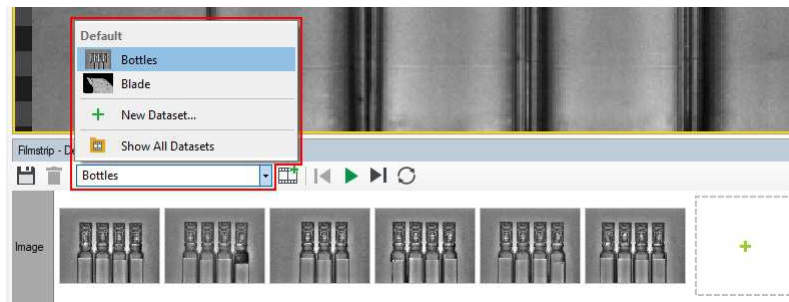 Default
Bottles
Blade
New Dataset...
Show All Datasets
Filmstrip - D
Bottles
Image